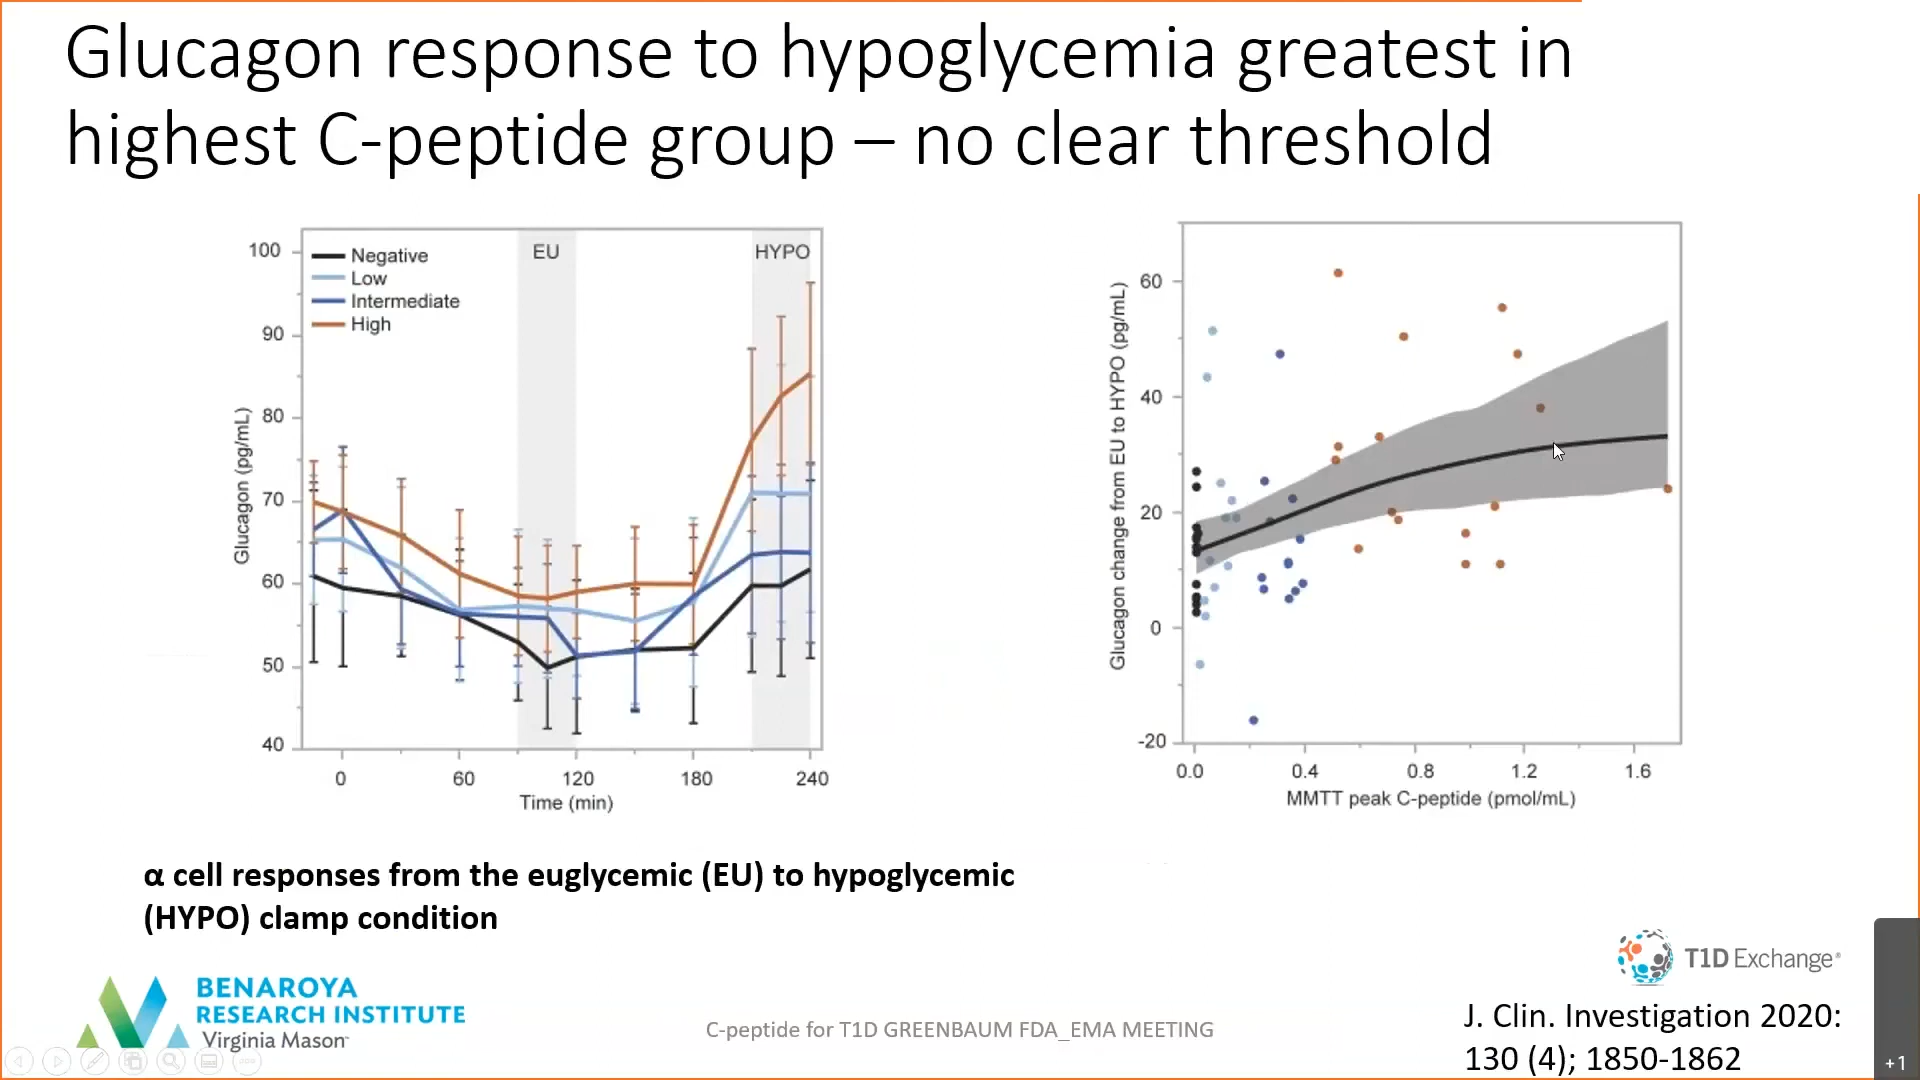 Glucagon response to hypoglycemia greatest in
highest C-peptide group – no clear threshold
Glucagon (pg/mL)
100
90
80
70
60
50
40
Negative
Low
Intermediate
High
EU
HYPO
0
60
120
180
240
Time (min)
Glucagon change from EU to HYPO (pg/mL)
60
40
20
0
-20
0.0
0.4
0.8
1.2
1.6
MMTT peak C-peptide (pmol/mL)
α cell responses from the euglycemic (EU) to hypoglycemic
(HYPO) clamp condition
BENAROYA
RESEARCH INSTITUTE
Virginia Mason
C-peptide for T1D GREENBAUM FDA_EMA MEETING
T1D Exchange®
J. Clin. Investigation 2020:
130 (4); 1850-1862
+1